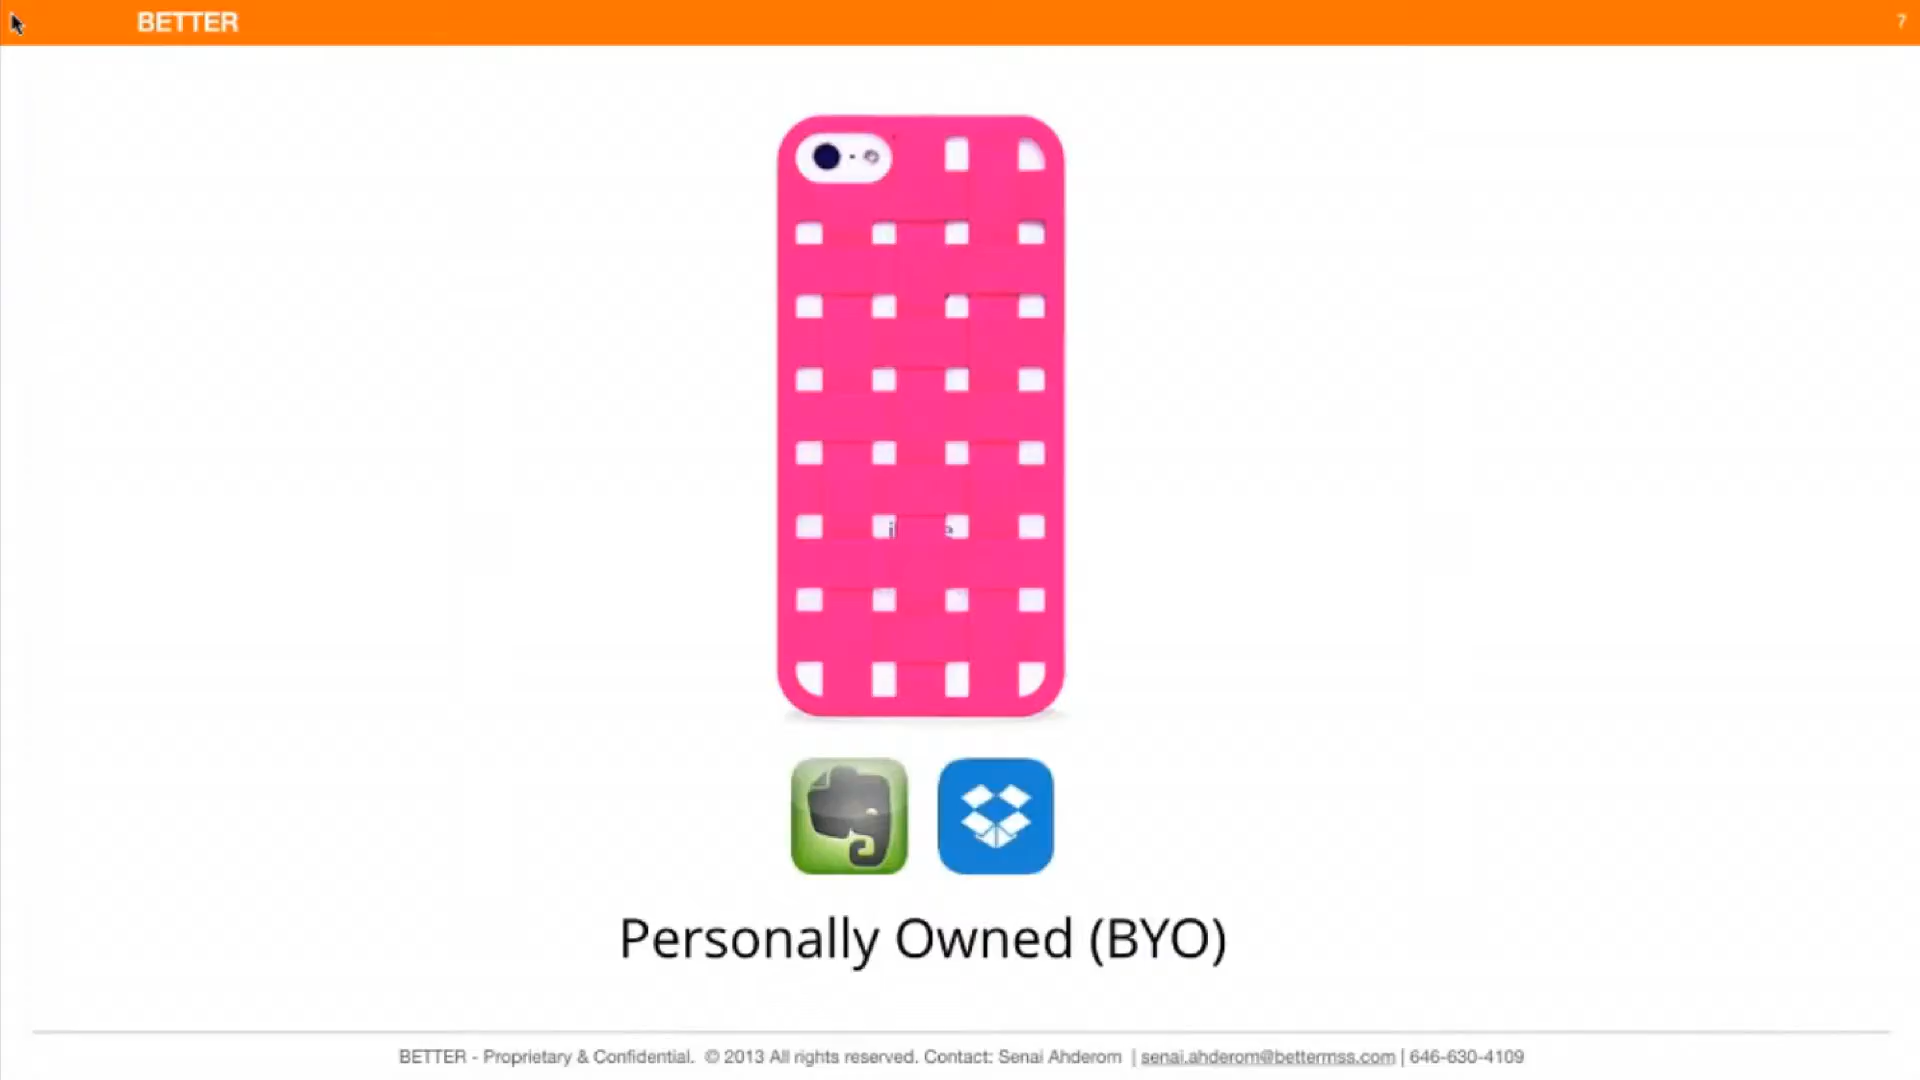 BETTER 7
Personally Owned (BYO)
BETTER - Proprietary & Confidential. © 2013 All rights reserved. Contact: Senai Ahderom | senai.ahderom@bettermss.com | 646-630-4109